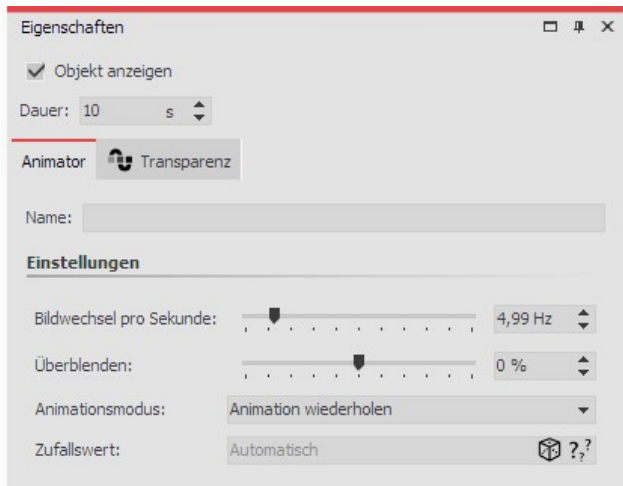 Eigenschaften
Objekt anzeigen
Dauer: 10 s
Animator Transparenz
Name:
Einstellungen
Bildwechsel pro Sekunde: 4,99 Hz
Überblenden: 0 %
Animationsmodus: Animation wiederholen
Zufallswert: Automatisch ???